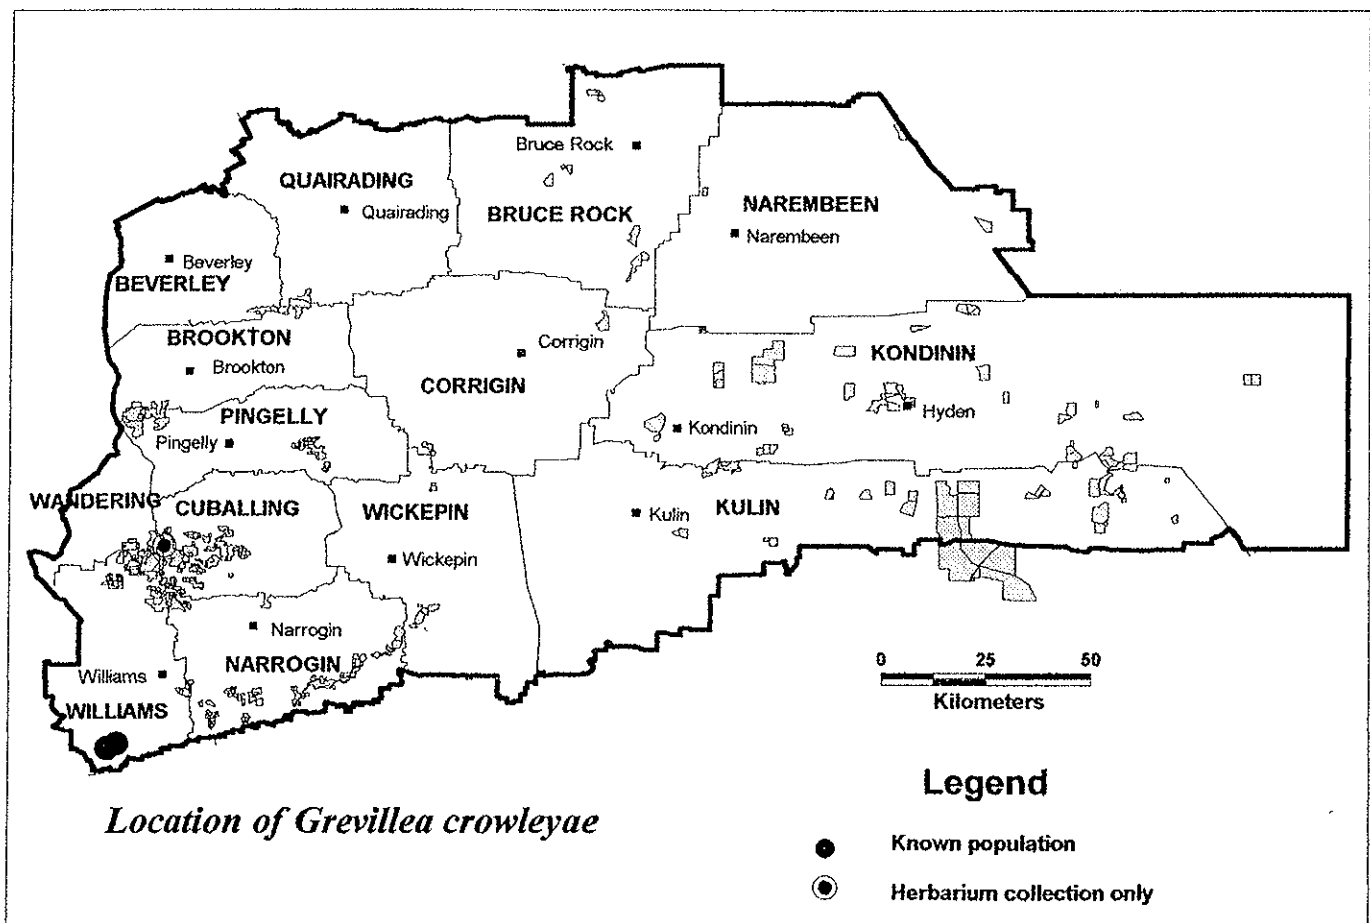 Bruce Rock
QUAIRADING
Quairading
BRUCE ROCK
NAREMBEEN
Narembeen
Beverley
BEVERLEY
BROOKTON
Brookton
Corrigin
CORRIGIN
KONDININ
Hyden
PINGELLY
Pingelly
Kondinin
WANDERING
CUBALLING
WICKEPIN
Wickepin
Kulin
KULIN
Narrogin
NARROGIN
Williams
WILLIAMS
0 25 50
Kilometers
Location of Grevillea crowleyae
Legend
Known population
Herbarium collection only